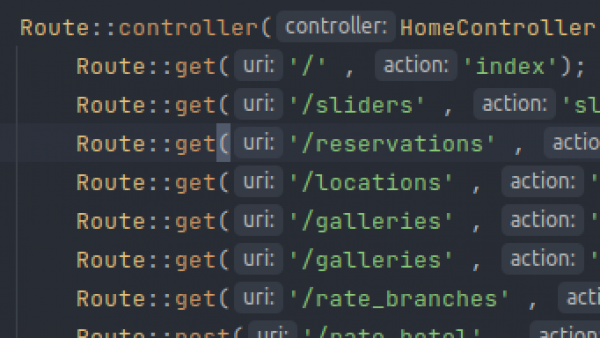 Route::controller( controller: HomeController
Route::get( uri: '/' , action: 'index');
Route::get( uri: '/sliders' , action: 'sl
Route::get( uri: '/reservations' , actio
Route::get( uri: '/locations' , action: '
Route::get( uri: '/galleries' , action: '
Route::get( uri: '/galleries' , action: '
Route::get( uri: '/rate_branches' , acti
Route::post( uri: '/rate_hotel' , action: